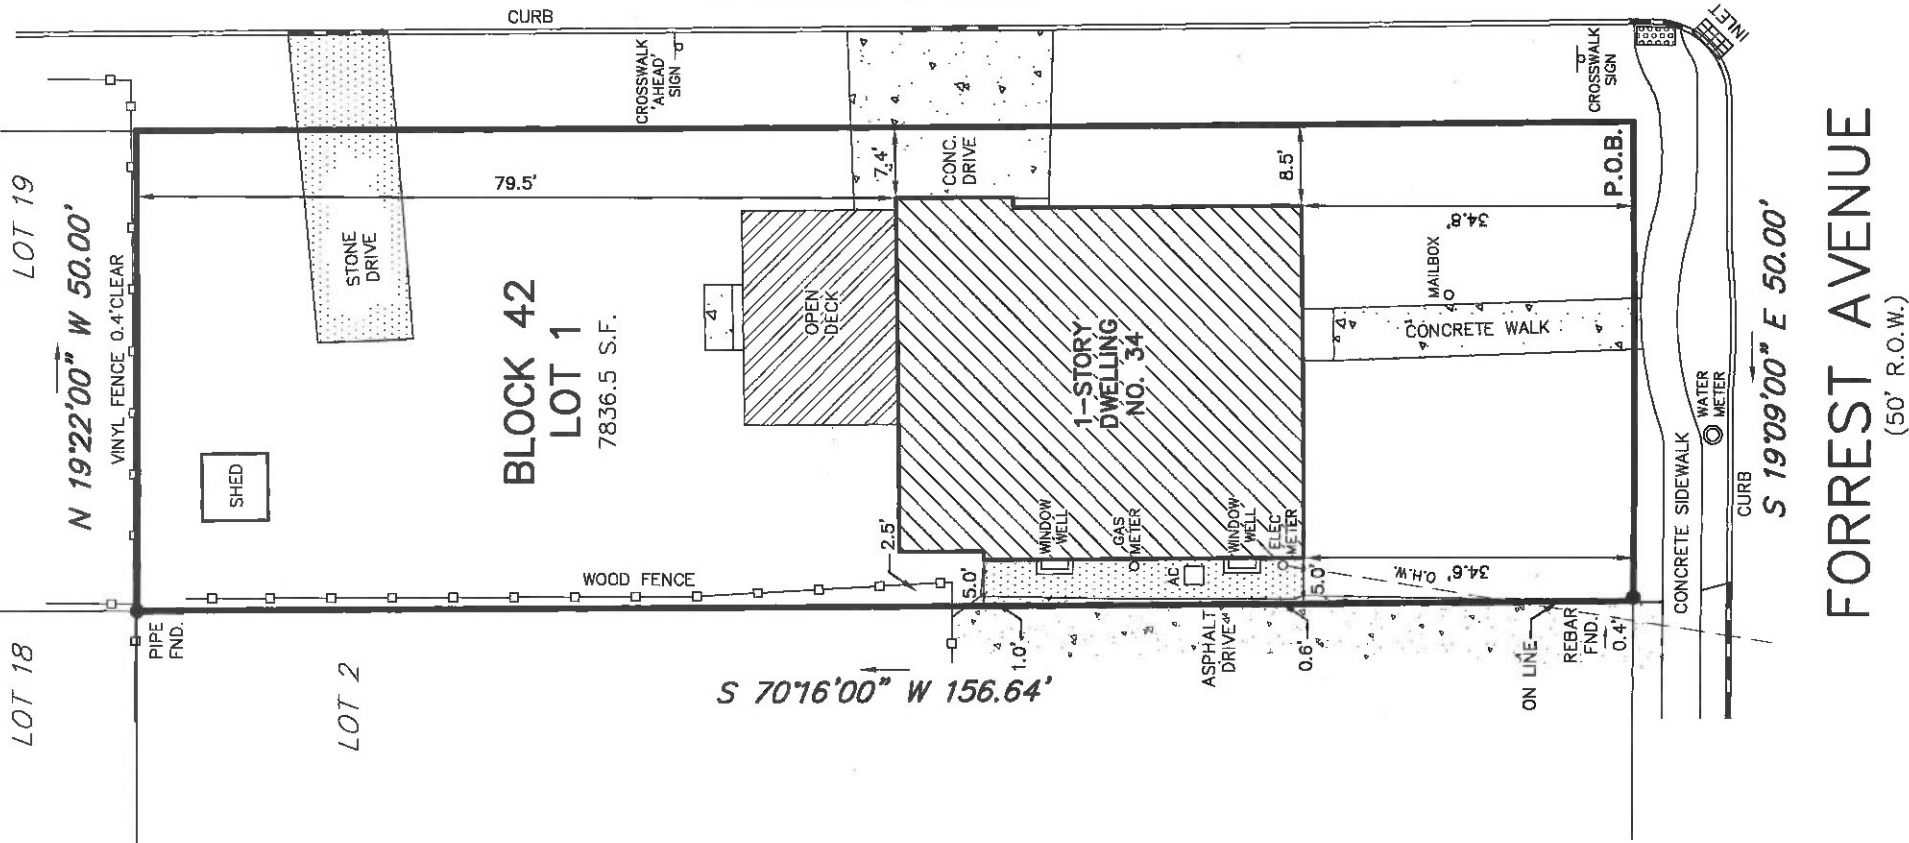 CURB
INLET
CROSSWALK
'AHEAD'
SIGN
CROSSWALK
SIGN
LOT 19
N 19°22'00" W 50.00'
VINYL FENCE 0.4' CLEAR
79.5'
STONE
DRIVE
7.4'
CONC.
DRIVE
8.5'
P.O.B.
34.8'
MAILBOX
CONCRETE WALK
OPEN
DECK
BLOCK 42
LOT 1
7836.5 S.F.
1-STORY
DWELLING
NO. 34
SHED
WOOD FENCE
2.5'
5.0'
WINDOW
WELL
GAS
METER
AC
WINDOW
WELL
ELEC
METER
5.0'
34.6'
O.H.W.
WATER
METER
CONCRETE SIDEWALK
CURB
S 19°09'00" E 50.00'
FORREST AVENUE
(50' R.O.W.)
LOT 18
PIPE
FND.
LOT 2
S 70°16'00" W 156.64'
1.0'
ASPHALT
DRIVE
0.6'
ON LINE
REBAR
FND.
0.4'